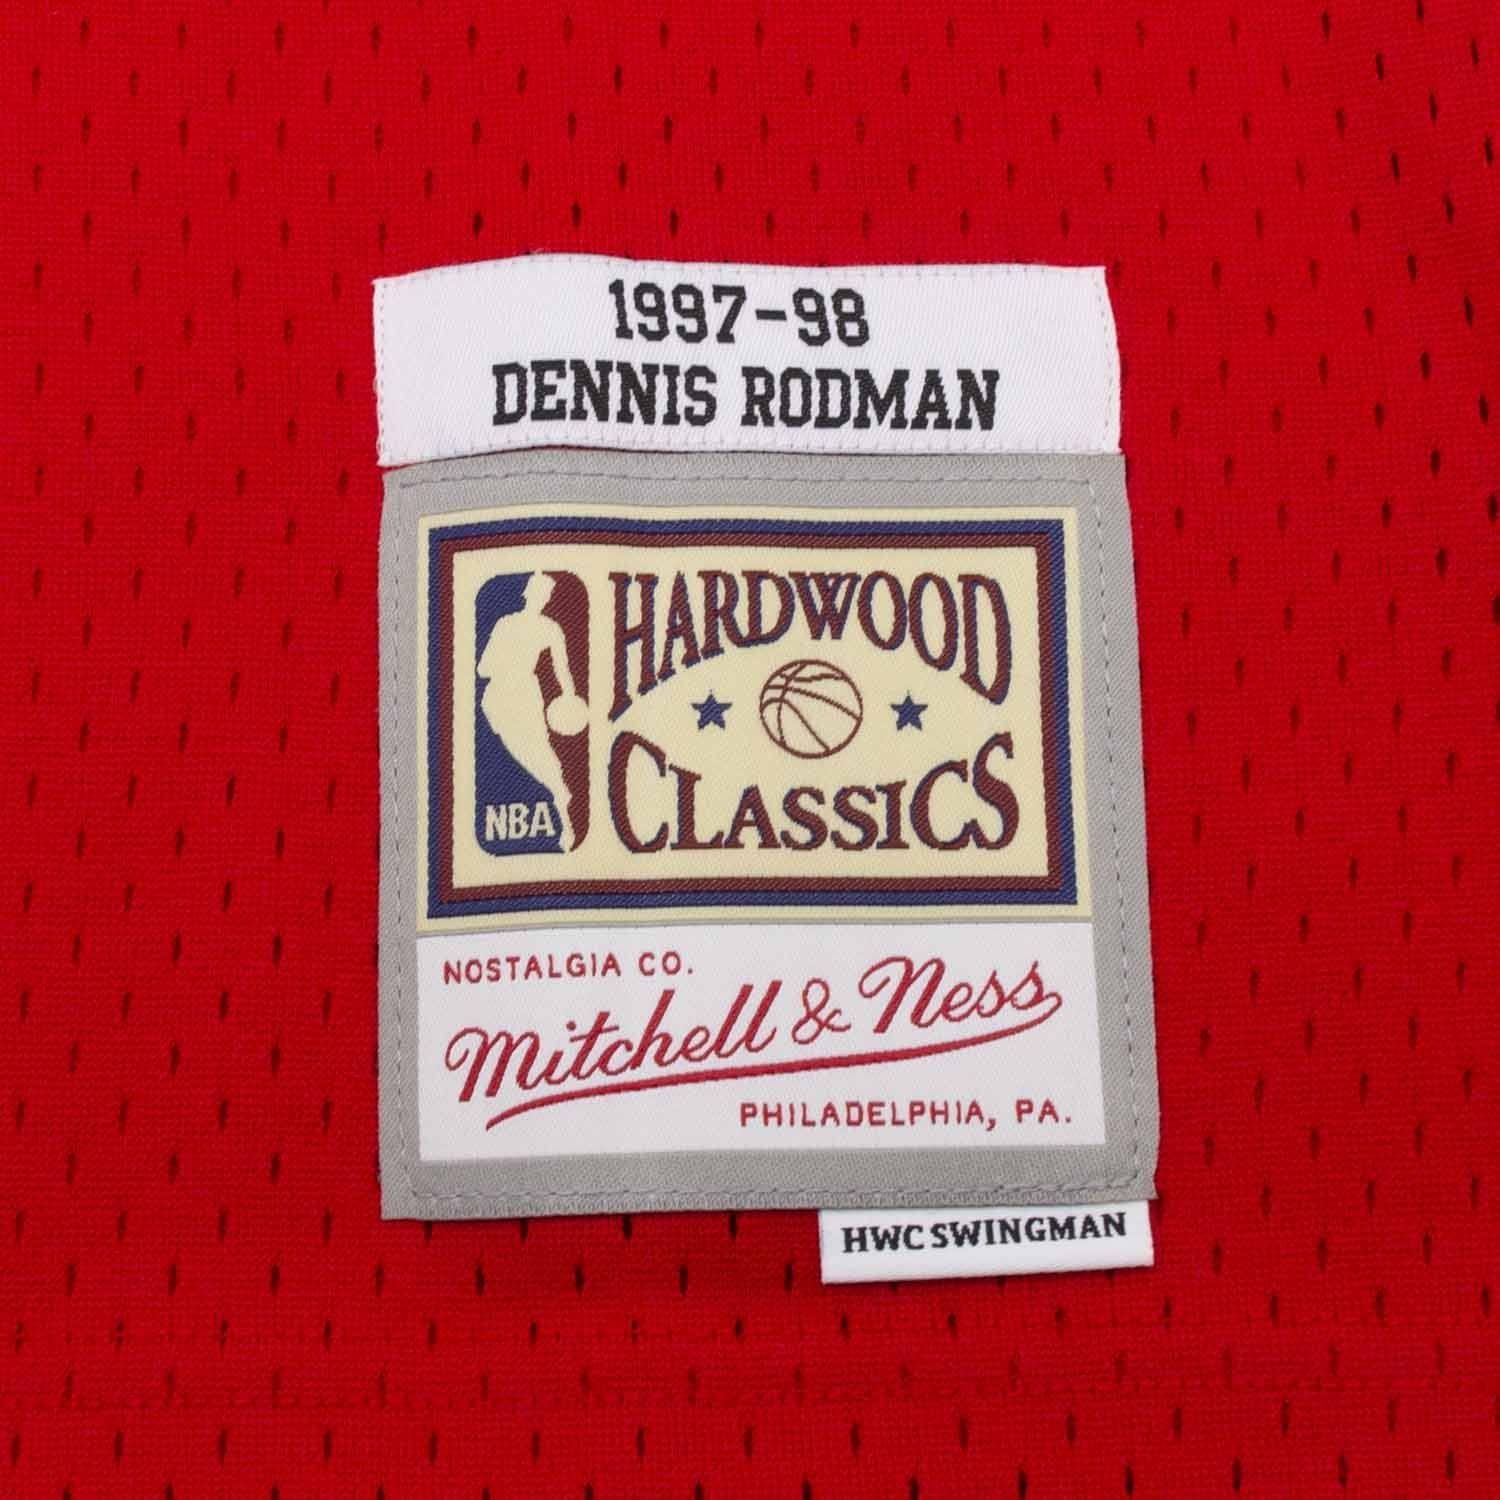 1997-98
DENNIS RODMAN
HARDWOOD
CLASSICS
NBA
NOSTALGIA CO.
Mitchell & Ness
PHILADELPHIA, PA.
HWC SWINGMAN